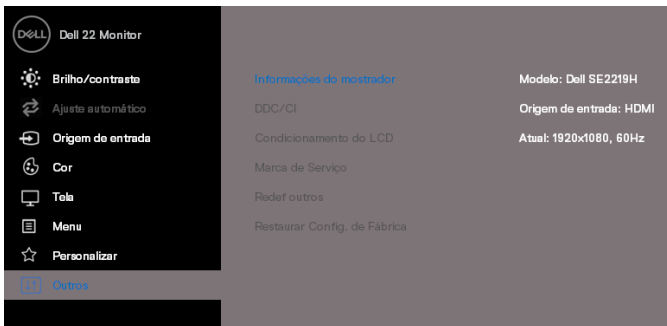 DELL Dell 22 Monitor
Brilho/contraste
Ajuste automático
Origem de entrada
Cor
Tela
Menu
Personalizar
Outros
Informações do mostrador
DDC/CI
Condicionamento do LCD
Marca de Serviço
Redef outros
Restaurar Config. de Fábrica
Modelo: Dell SE2219H
Origem de entrada: HDMI
Atual: 1920x1080, 60Hz